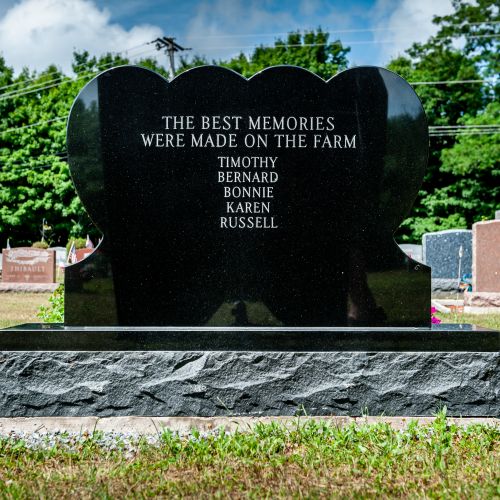 THE BEST MEMORIES
WERE MADE ON THE FARM
TIMOTHY
BERNARD
BONNIE
KAREN
RUSSELL
THIBAULT